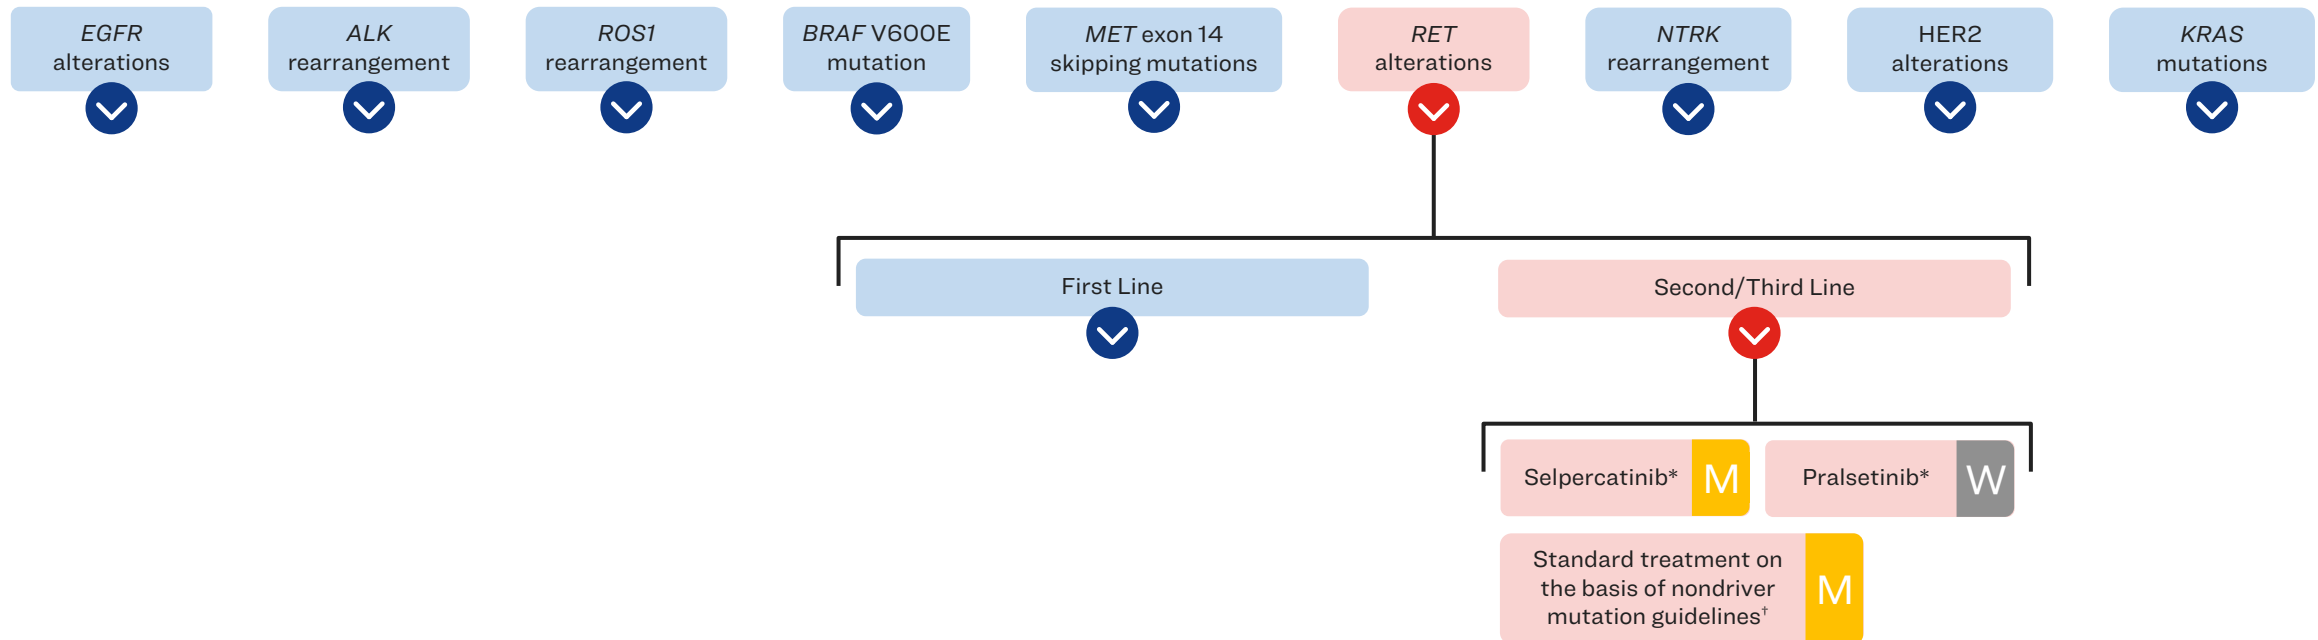 EGFR
alterations
ALK
rearrangement
ROS1
rearrangement
BRAF V600E
mutation
MET exon 14
skipping mutations
RET
alterations
NTRK
rearrangement
HER2
alterations
KRAS
mutations
First Line
Second/Third Line
Selpercatinib*
M
Pralsetinib*
W
Standard treatment on
the basis of nondriver
mutation guidelines†
M